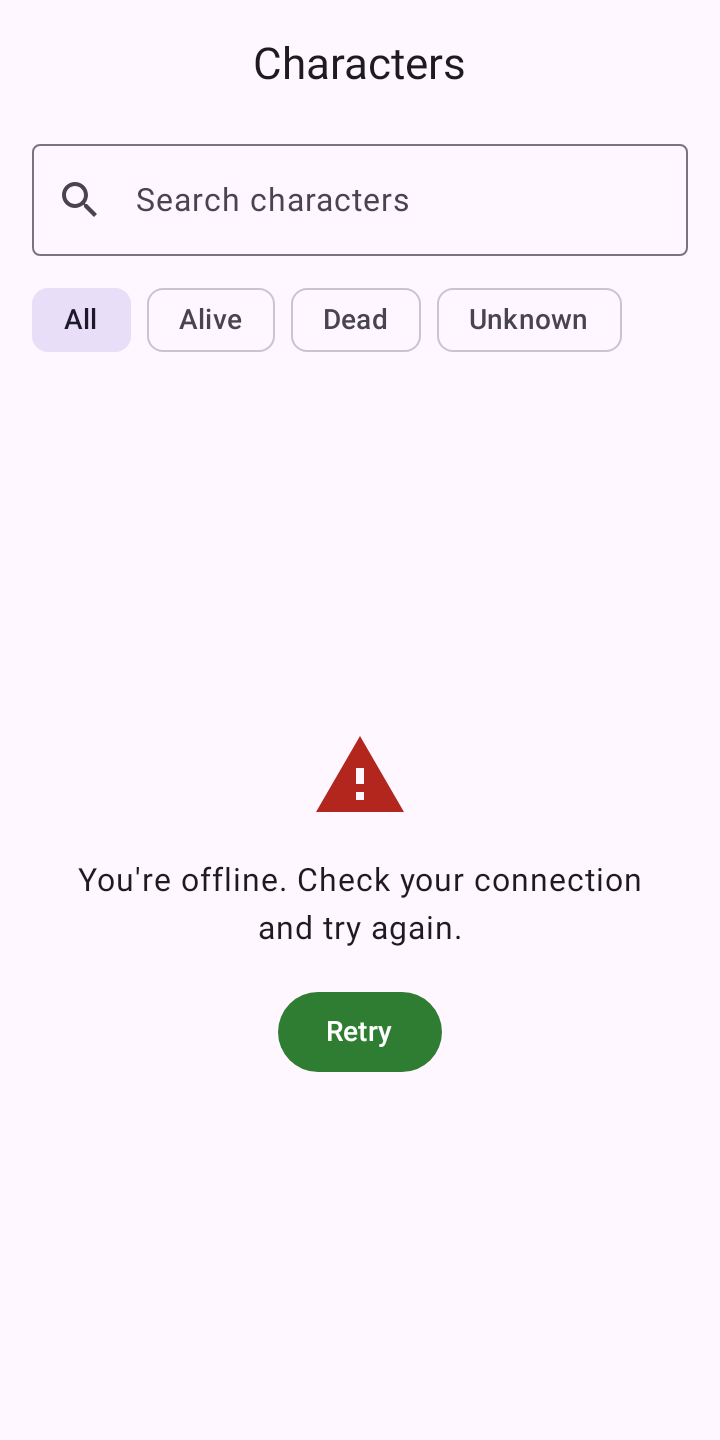 Characters
Search characters
All Alive Dead Unknown
You're offline. Check your connection
and try again.
Retry